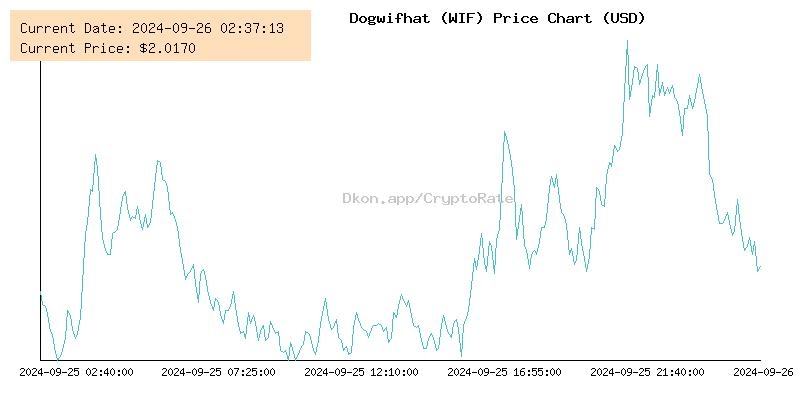 Dogwifhat (WIF) Price Chart (USD)
Current Date: 2024-09-26 02:37:13
Current Price: $2.0170
Dkon.app/CryptoRate
2024-09-25 02:40:00 2024-09-25 07:25:00 2024-09-25 12:10:00 2024-09-25 16:55:00 2024-09-25 21:40:00 2024-09-26